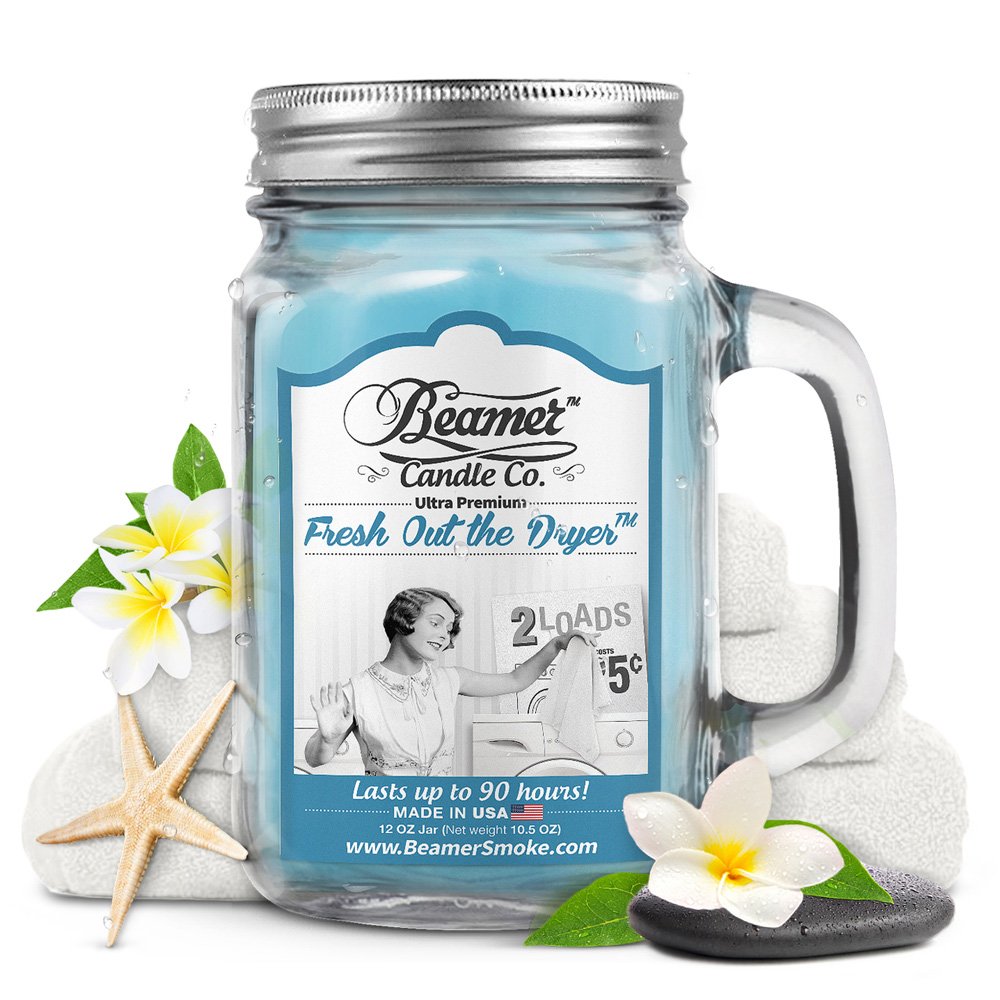 Beamer™
Candle Co.
Ultra Premium
Fresh Out the Dryer™
2 LOADS
COSTS
5¢
Lasts up to 90 hours!
MADE IN USA
12 OZ Jar (Net weight 10.5 OZ)
www.BeamerSmoke.com